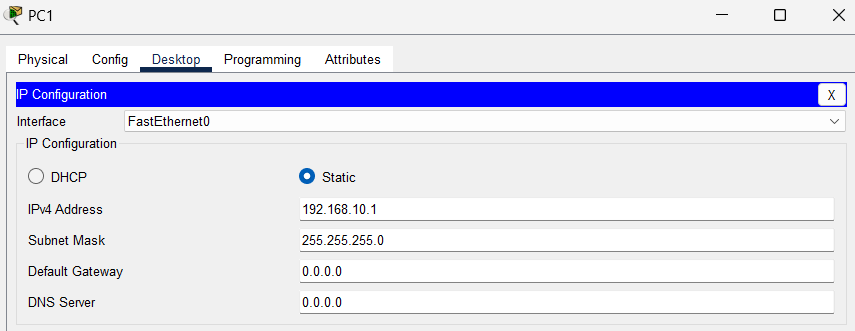 PC1
Physical Config Desktop Programming Attributes
IP Configuration X
Interface FastEthernet0
IP Configuration
DHCP Static
IPv4 Address 192.168.10.1
Subnet Mask 255.255.255.0
Default Gateway 0.0.0.0
DNS Server 0.0.0.0